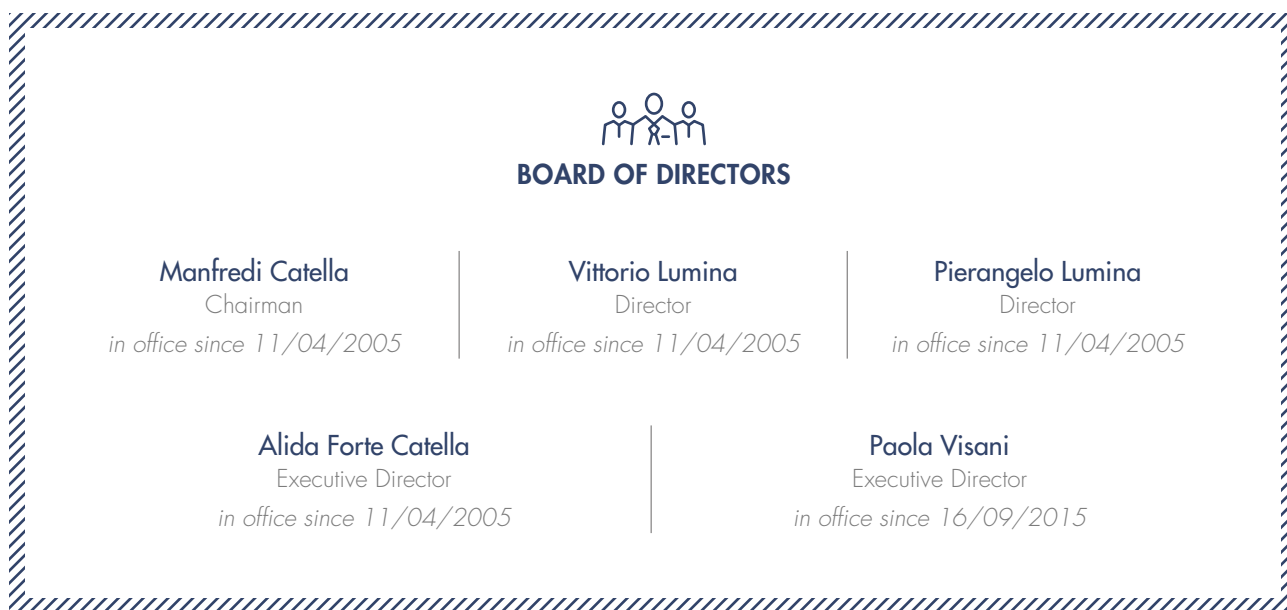 BOARD OF DIRECTORS
Manfredi Catella
Chairman
in office since 11/04/2005
Vittorio Lumina
Director
in office since 11/04/2005
Pierangelo Lumina
Director
in office since 11/04/2005
Alida Forte Catella
Executive Director
in office since 11/04/2005
Paola Visani
Executive Director
in office since 16/09/2015